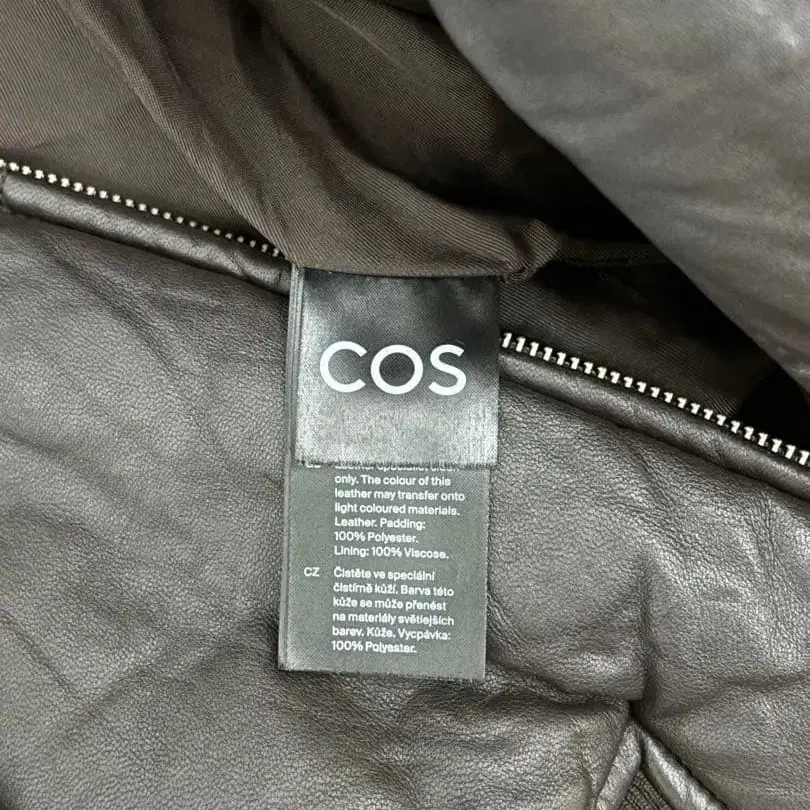 COS
only. The colour of this
leather may transfer onto
light coloured materials.
Leather. Padding:
100% Polyester.
Lining: 100% Viscose.
CZ Čistěte ve speciální
čistírně kůží. Barva této
kůže se může přenést
na materiály světlejších
barev. Kůže. Vycpávka:
100% Polyester.